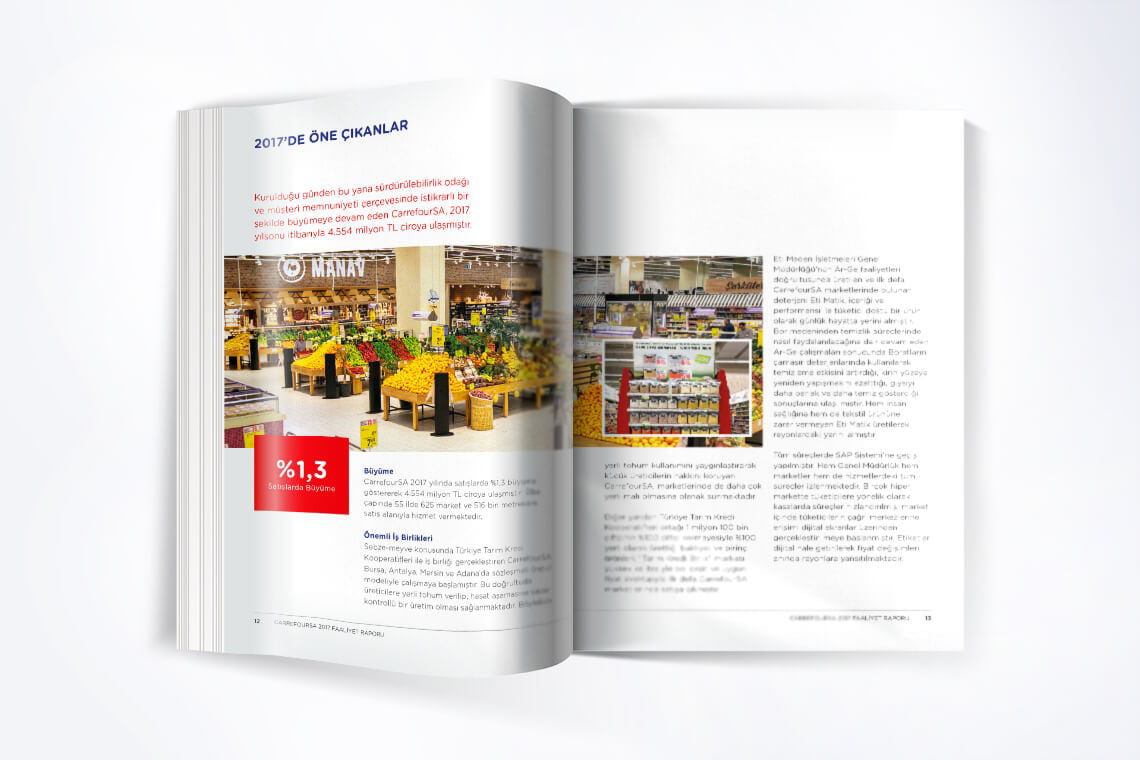 2017'DE ÖNE ÇIKANLAR
Kurulduğu günden bu yana sürdürülebilirlik odağı
ve müşteri memnuniyeti çerçevesinde istikrarlı bir
şekilde büyümeye devam eden CarrefourSA, 2017
yılsonu itibarıyla 4.554 milyon TL ciroya ulaşmıştır.
MANAV
%1,3
Satışlarda Büyüme
Büyüme
CarrefourSA 2017 yılında satışlarda %1,3 büyüme
göstererek 4.554 milyon TL ciroya ulaşmıştır.
çapında 55 ilde 625 market ve 516 bin metrekare
satış alanıyla hizmet vermektedir.
Önemli İş Birlikleri
Sebze-meyve konusunda Türkiye Tarım Kredi
Kooperatifleri ile iş birliği gerçekleştiren CarrefourSA,
Bursa, Antalya, Mersin ve Adana'da sözleşmeli
modeliyle çalışmaya başlamıştır. Bu doğrultuda
üreticilere yerli tohum verilip, hasat aşamasına
kontrollü bir üretim olması sağlanmaktadır.
12 CARREFOURSA 2017 FAALİYET RAPORU
yerli tohum kullanımını yaygınlaştırarak
küçük üreticilerin hakkını koruyan
CarrefourSA, marketlerinde de daha çok
yerli malı olmasına olanak sunmaktadır.
Diğer yandan Türkiye Tarım Kredi
Kooperatifleri ortağı 1 milyon 100 bin
çiftçinin %100 çiftçi sermayesiyle %100
yerli olarak ürettiği bakliyat ve pirinç
ürünleri "Tarım Kredi Birlik" markası
fiyat avantajıyla ilk defa CarrefourSA
marketlerinde satışa çıkmıştır.
Eti Maden İşletmeleri Genel
Müdürlüğü'nün Ar-Ge faaliyetleri
doğrultusunda üretilen ve ilk defa
CarrefourSA marketlerinde bulunan
deterjeni Eti Matik, içeriği ve
performansı ile tüketici dostu bir ürün
olarak günlük hayatta yerini almıştır.
Bor madeninden temizlik süreçlerinde
nasıl faydalanılacağına dair devam eden
Ar-Ge çalışmaları sonucunda Boratların
çamaşır deterjanlarında kullanılarak
temizleme etkisini artırdığı, kirin yüzeye
yeniden yapışmasını azalttığı, giysiyi
daha parlak ve daha temiz gösterdiği
sonuçlarına ulaşılmıştır. Hem insan
sağlığına hem de tekstil ürününe
zarar vermeyen Eti Matik üretilerek
rayonlardaki yerini almıştır.
Tüm süreçlerde SAP Sistemi'ne geçiş
yapılmıştır. Hem Genel Müdürlük hem
marketler hem de hizmetlerdeki tüm
süreçler izlenmektedir. Birçok hiper
markette tüketicilere yönelik olarak
kasalarda süreçler hızlandırılmış, market
içinde tüketicilerin çağrı merkezlerine
erişimi dijital ekranlar üzerinden
gerçekleştirilmeye başlanmıştır. Etiketler
dijital hale getirilerek fiyat değişimleri
anında rayonlara yansıtılmaktadır.
CARREFOURSA 2017 FAALİYET RAPORU 13